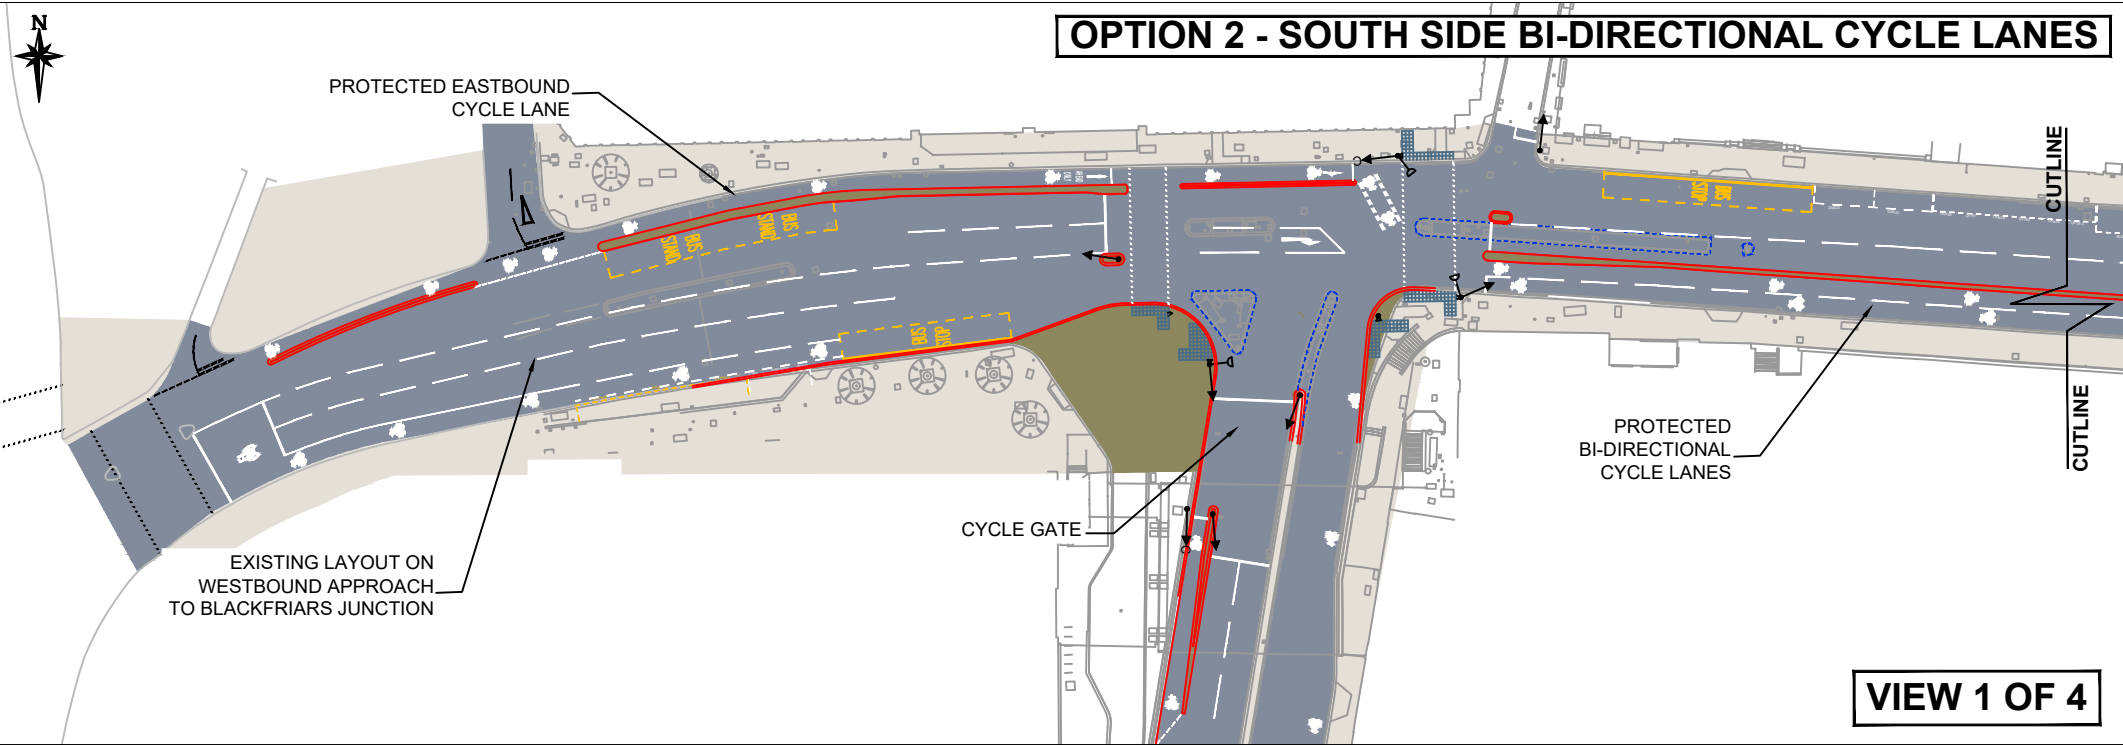 N
OPTION 2 - SOUTH SIDE BI-DIRECTIONAL CYCLE LANES
PROTECTED EASTBOUND
CYCLE LANE
BUS
STAND
BUS
STAND
BUS
STOP
BUS
STOP
CUTLINE
CUTLINE
PROTECTED
BI-DIRECTIONAL
CYCLE LANES
CYCLE GATE
EXISTING LAYOUT ON
WESTBOUND APPROACH
TO BLACKFRIARS JUNCTION
VIEW 1 OF 4